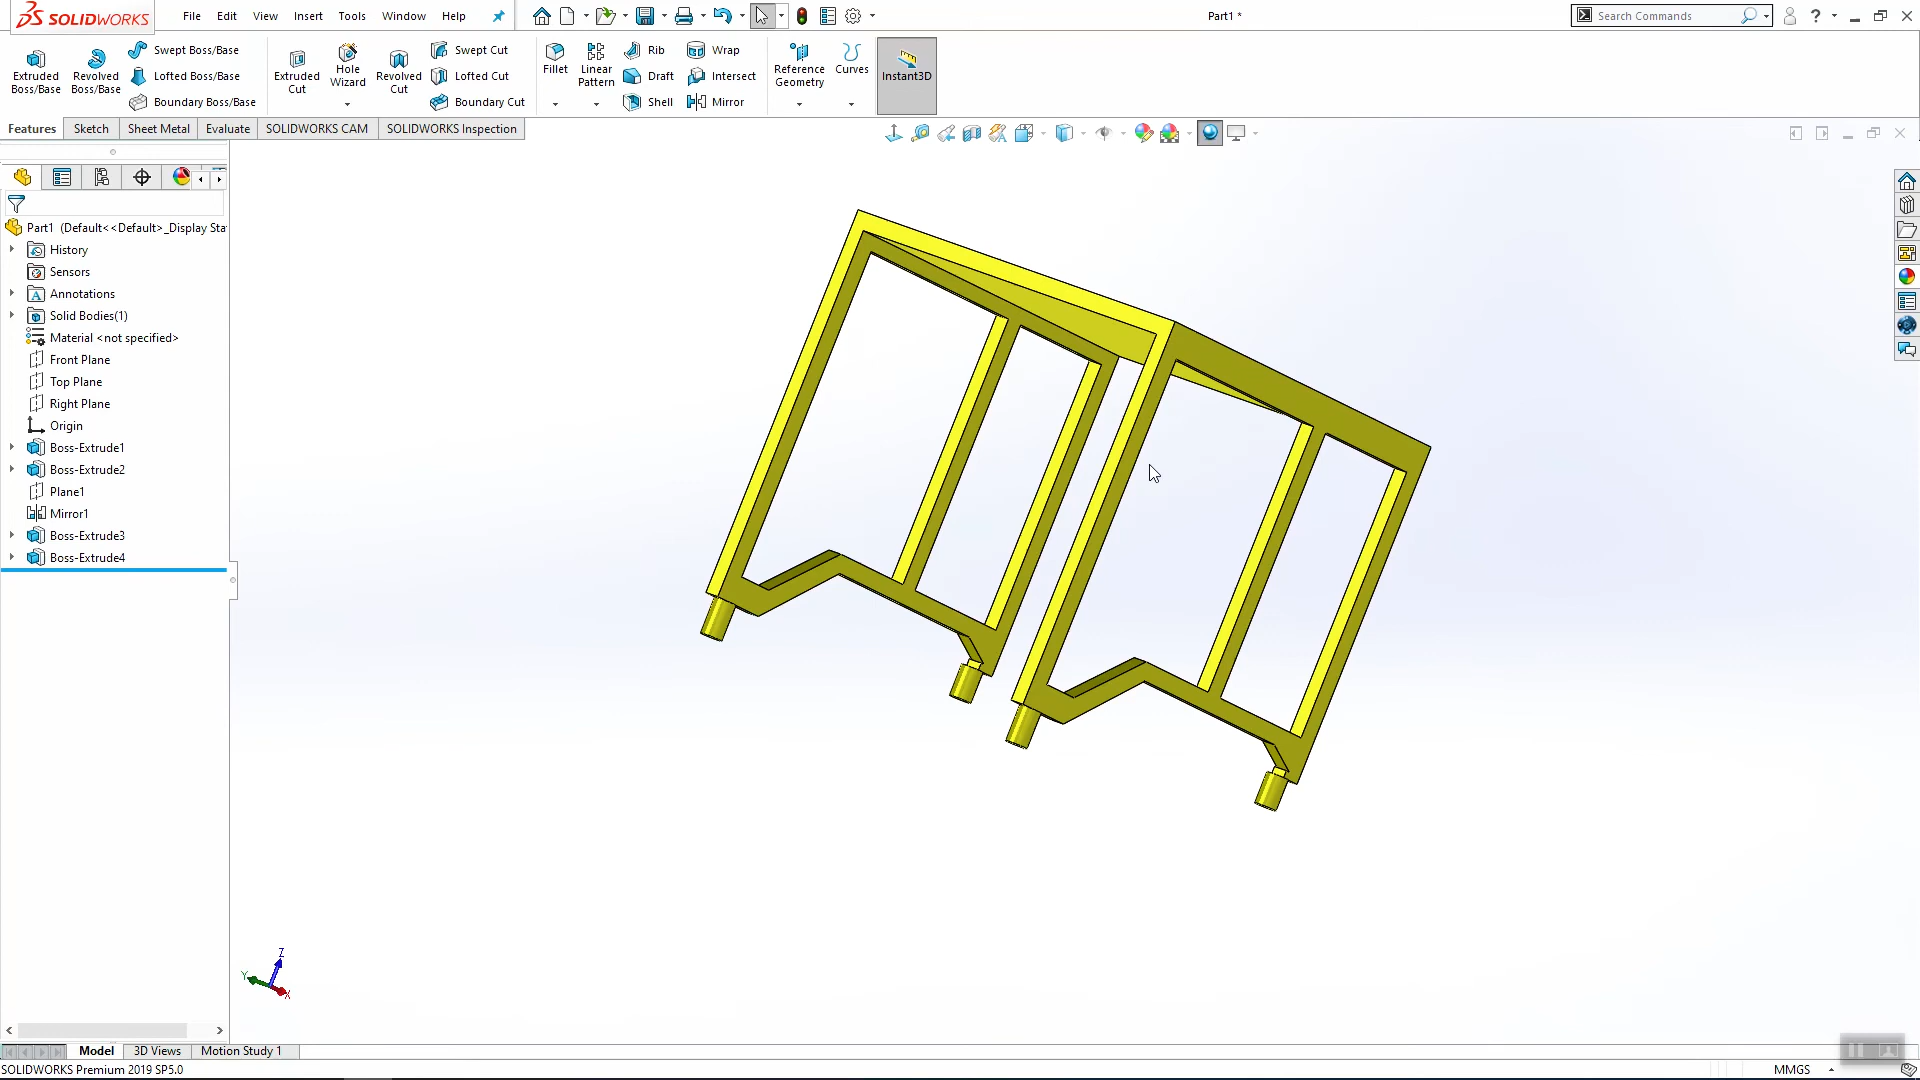 SOLIDWORKS File Edit View Insert Tools Window Help Part1 * Search Commands ?
Extruded Boss/Base
Revolved Boss/Base
Swept Boss/Base
Lofted Boss/Base
Boundary Boss/Base
Extruded Cut
Hole Wizard
Revolved Cut
Swept Cut
Lofted Cut
Boundary Cut
Fillet
Linear Pattern
Rib
Draft
Shell
Wrap
Intersect
Mirror
Reference Geometry
Curves
Instant3D
Features Sketch Sheet Metal Evaluate SOLIDWORKS CAM SOLIDWORKS Inspection
Part1 (Default<<Default>_Display Sta
History
Sensors
A Annotations
Solid Bodies(1)
Material <not specified>
Front Plane
Top Plane
Right Plane
Origin
Boss-Extrude1
Boss-Extrude2
Plane1
Mirror1
Boss-Extrude3
Boss-Extrude4
Z
Y
X
Model 3D Views Motion Study 1
SOLIDWORKS Premium 2019 SP5.0 MMGS